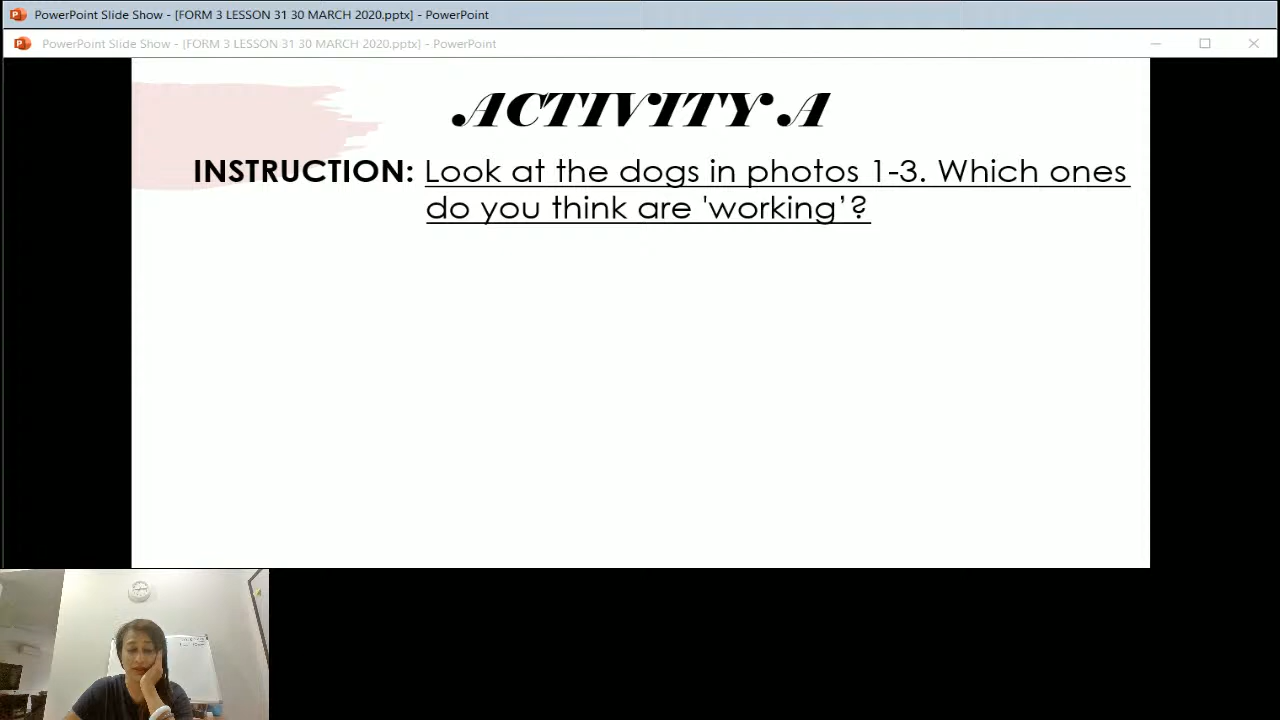 PowerPoint Slide Show - [FORM 3 LESSON 31 30 MARCH 2020.pptx] - PowerPoint
PowerPoint Slide Show - [FORM 3 LESSON 31 30 MARCH 2020.pptx] - PowerPoint
ACTIVITY A
INSTRUCTION: Look at the dogs in photos 1-3. Which ones
do you think are 'working’?